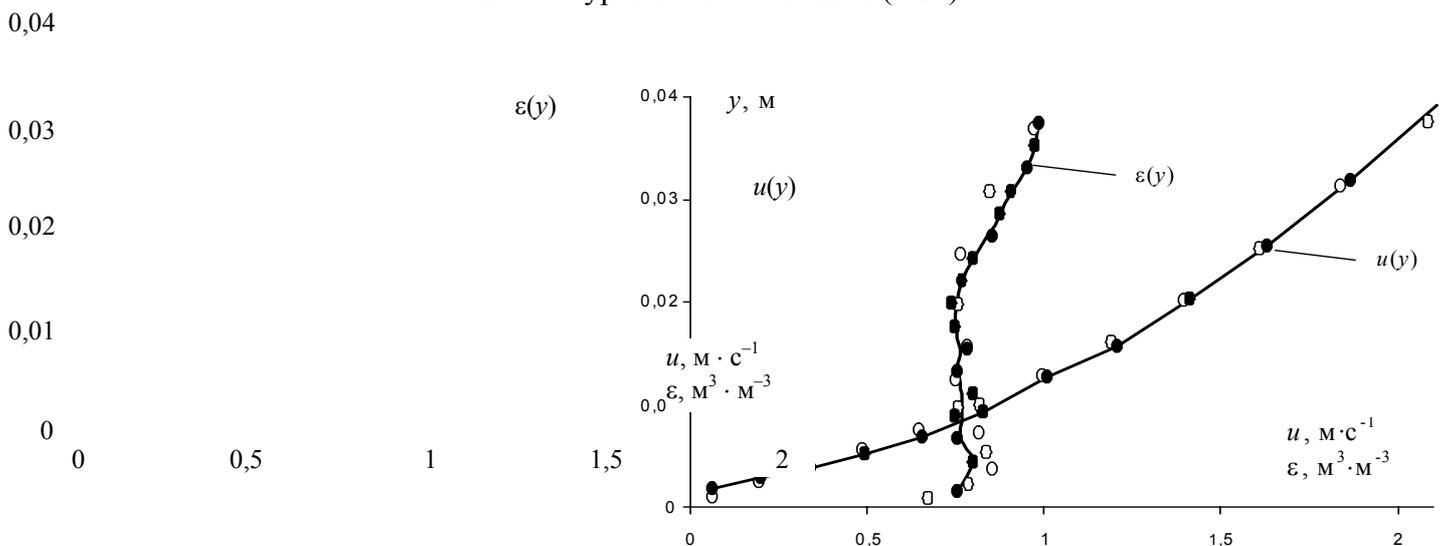 0,04
ε(y)
0,03
u(y)
0,02
0,01
0
0 0,5 1 1,5 2
0,04
y, м
ε(y)
0,03
u(y)
0,02
u, м · с⁻¹
ε, м³ · м⁻³
0,0
u, м·с⁻¹
ε, м³·м⁻³
0
0 0,5 1 1,5 2